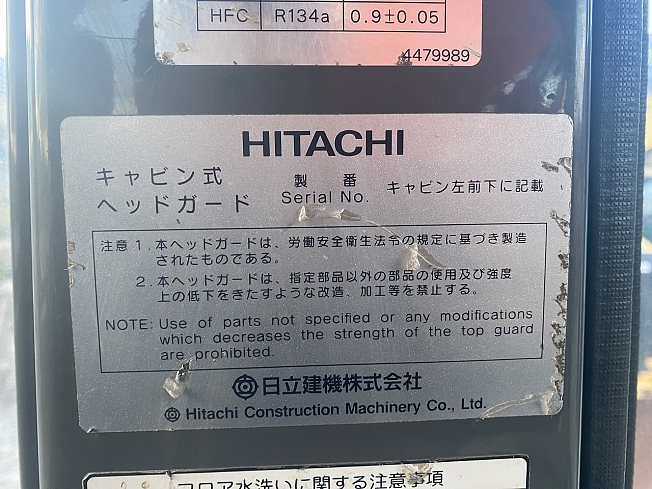 HFC R134a 0.9±0.05
4479989
HITACHI
キャビン式 製番 キャビン左前下に記載
ヘッドガード Serial No.
注意 1. 本ヘッドガードは、労働安全衛生法令の規定に基づき製造
されたものである。
2. 本ヘッドガードは、指定部品以外の部品の使用及び強度
上の低下をきたすような改造、加工等を禁止する。
NOTE: Use of parts not specified or any modifications
which decreases the strength of the top guard
are prohibited.
日立建機株式会社
Hitachi Construction Machinery Co., Ltd.
フロア水洗いに関する注意事項